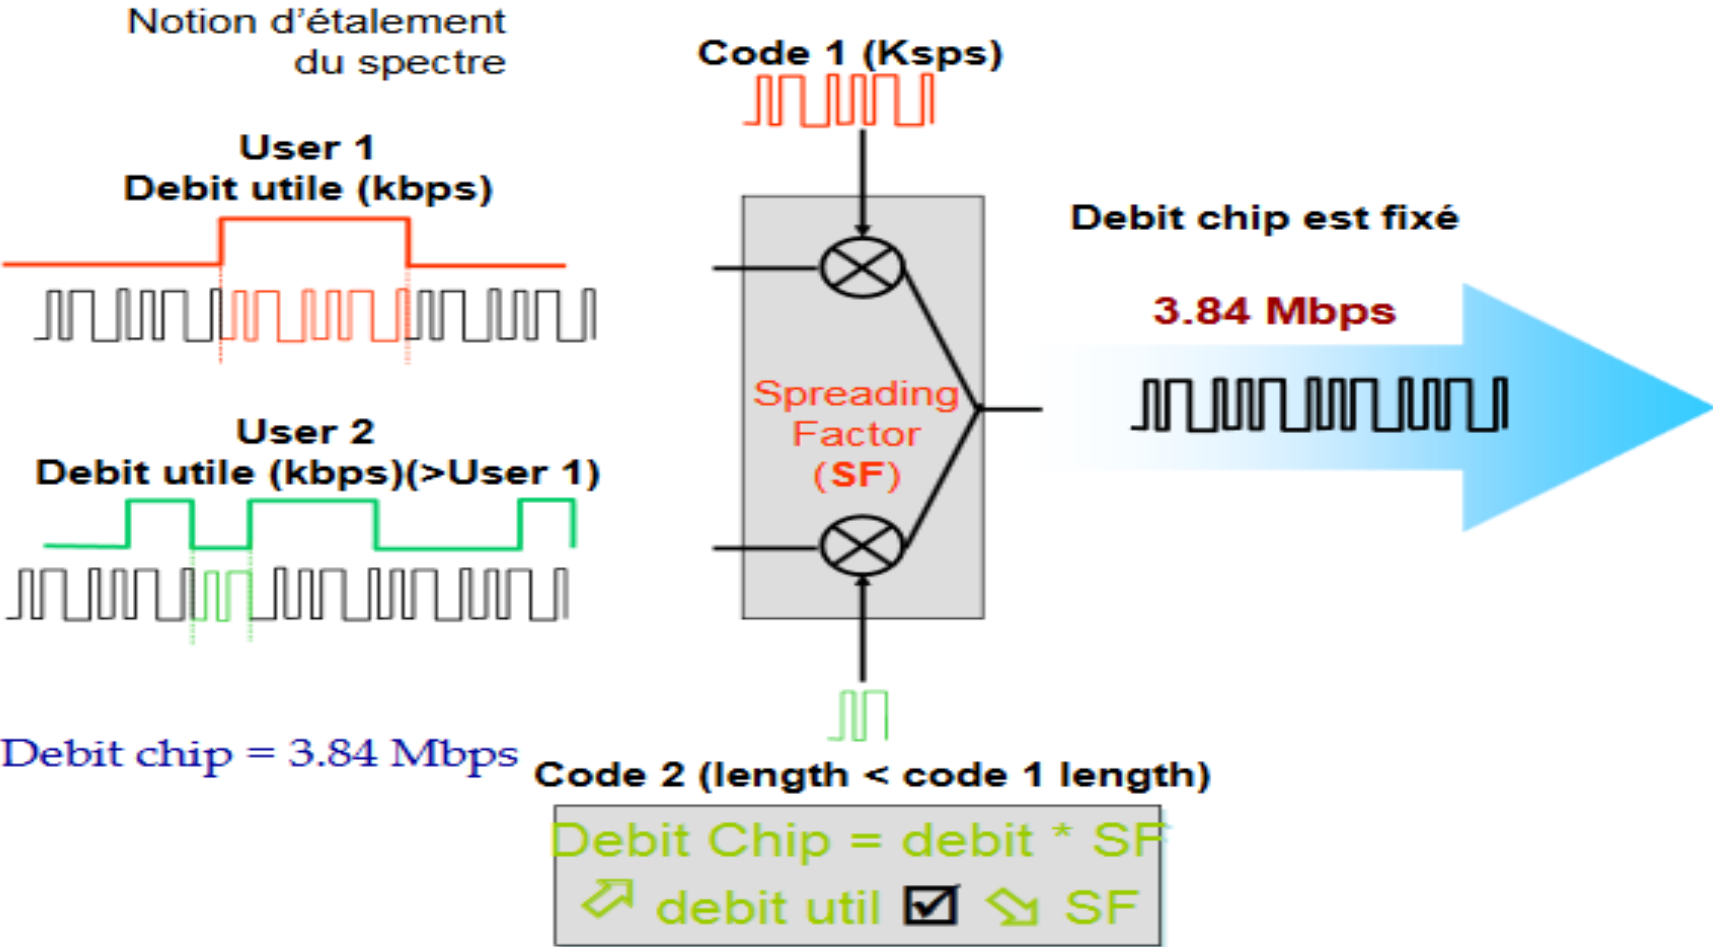 Notion d'étalement
du spectre
Code 1 (Ksps)
User 1
Debit utile (kbps)
Debit chip est fixé
3.84 Mbps
Spreading
Factor
(SF)
User 2
Debit utile (kbps)(>User 1)
Debit chip = 3.84 Mbps
Code 2 (length < code 1 length)
Debit Chip = debit * SF
debit util ☑ SF